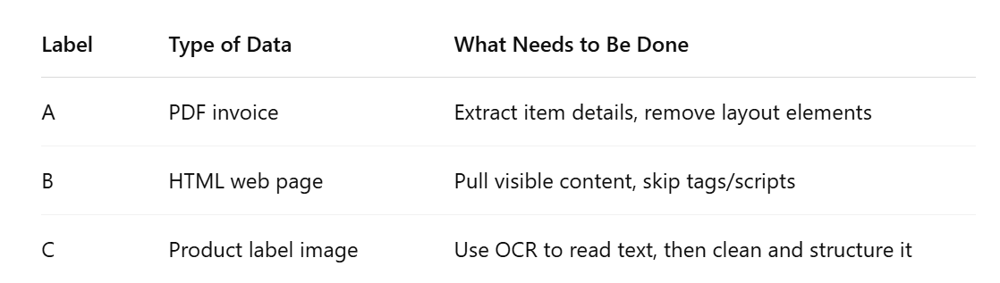 Label Type of Data What Needs to Be Done
A PDF invoice Extract item details, remove layout elements
B HTML web page Pull visible content, skip tags/scripts
C Product label image Use OCR to read text, then clean and structure it